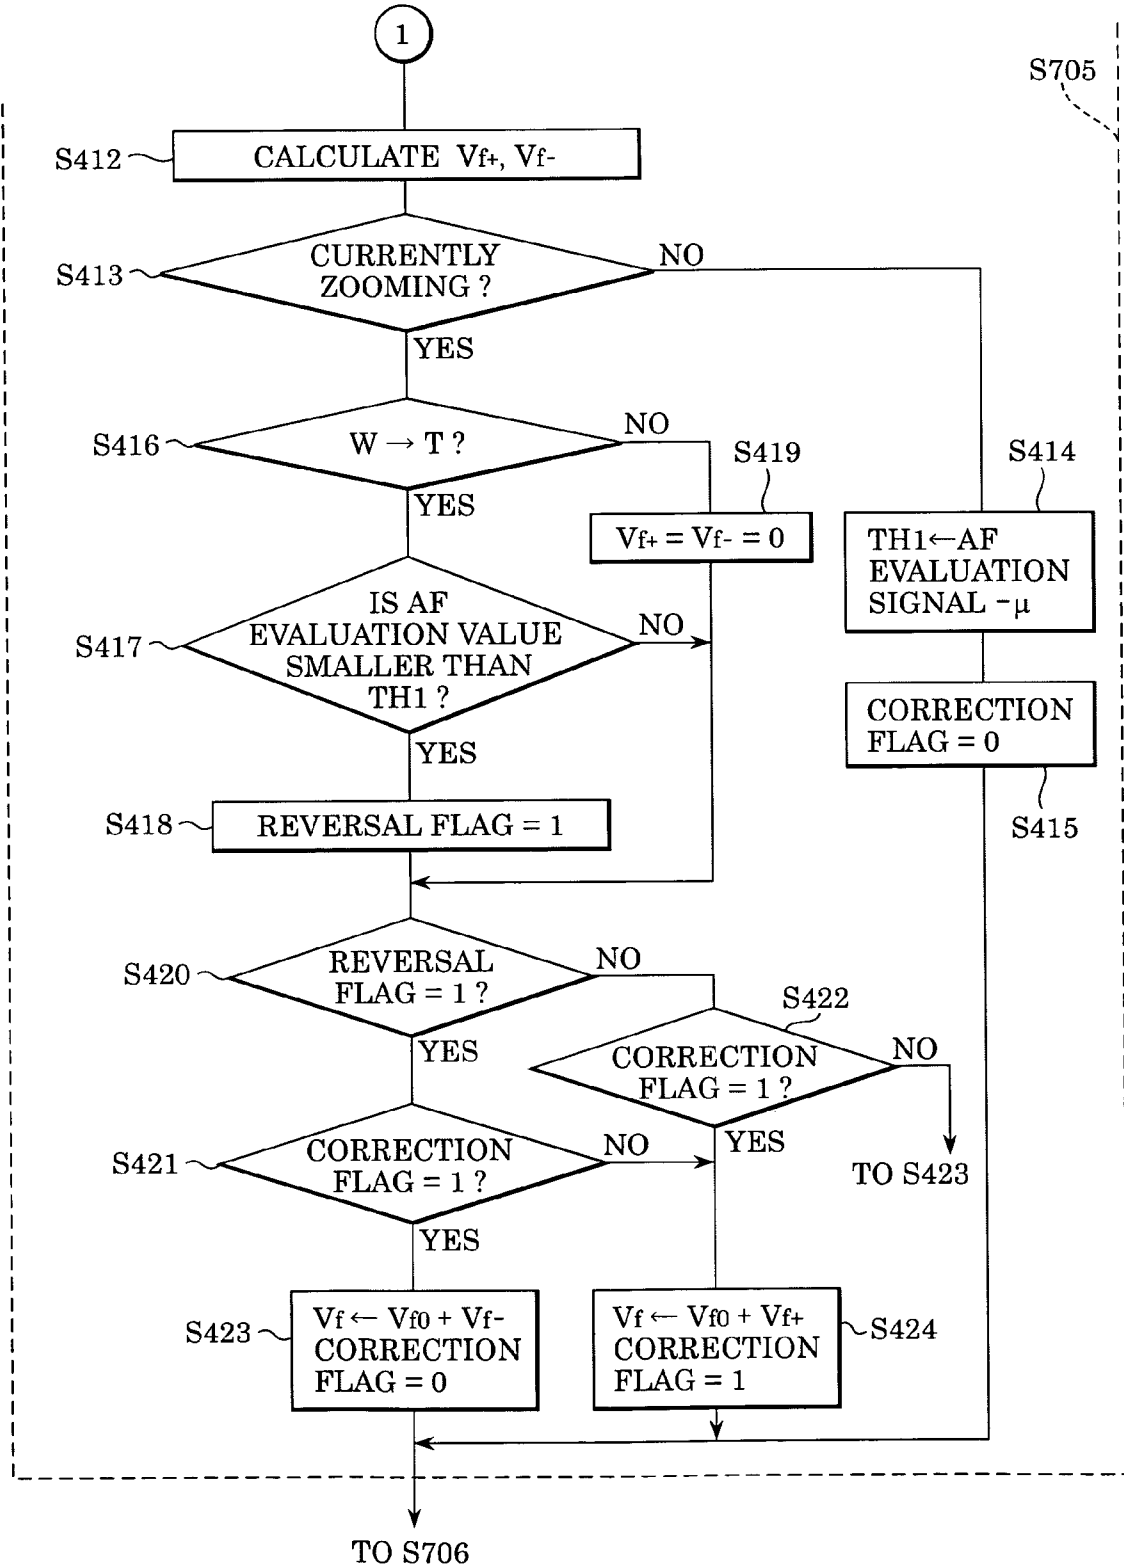 1
S705
S412
CALCULATE Vf+, Vf-
S413
CURRENTLY
ZOOMING ?
NO
YES
S416
W → T ?
NO
YES
S419
Vf+ = Vf- = 0
S414
TH1←AF
EVALUATION
SIGNAL -μ
S417
IS AF
EVALUATION VALUE
SMALLER THAN
TH1 ?
NO
YES
CORRECTION
FLAG = 0
S415
S418
REVERSAL FLAG = 1
S420
REVERSAL
FLAG = 1 ?
NO
YES
S422
CORRECTION
FLAG = 1 ?
NO
YES
TO S423
S421
CORRECTION
FLAG = 1 ?
NO
YES
S423
Vf ← Vf0 + Vf-
CORRECTION
FLAG = 0
Vf ← Vf0 + Vf+
CORRECTION
FLAG = 1
S424
TO S706